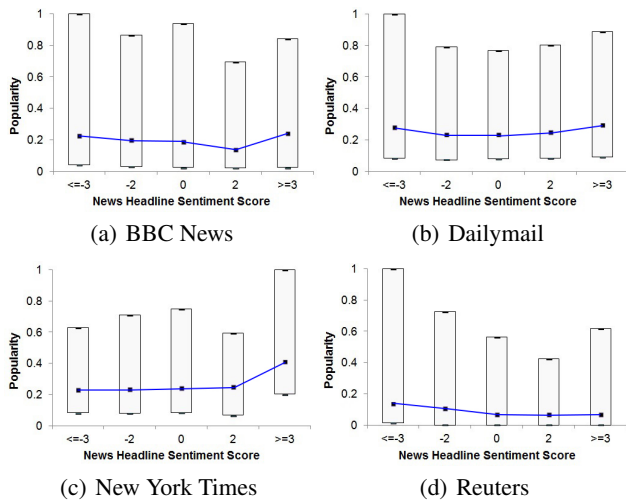 1
0.8
0.6
0.4
0.2
0
Popularity
<=-3 -2 0 2 >=3
News Headline Sentiment Score
(a) BBC News
1
0.8
0.6
0.4
0.2
0
Popularity
<=-3 -2 0 2 >=3
News Headline Sentiment Score
(b) Dailymail
1
0.8
0.6
0.4
0.2
0
Popularity
<=-3 -2 0 2 >=3
News Headline Sentiment Score
(c) New York Times
1
0.8
0.6
0.4
0.2
0
Popularity
<=-3 -2 0 2 >=3
News Headline Sentiment Score
(d) Reuters